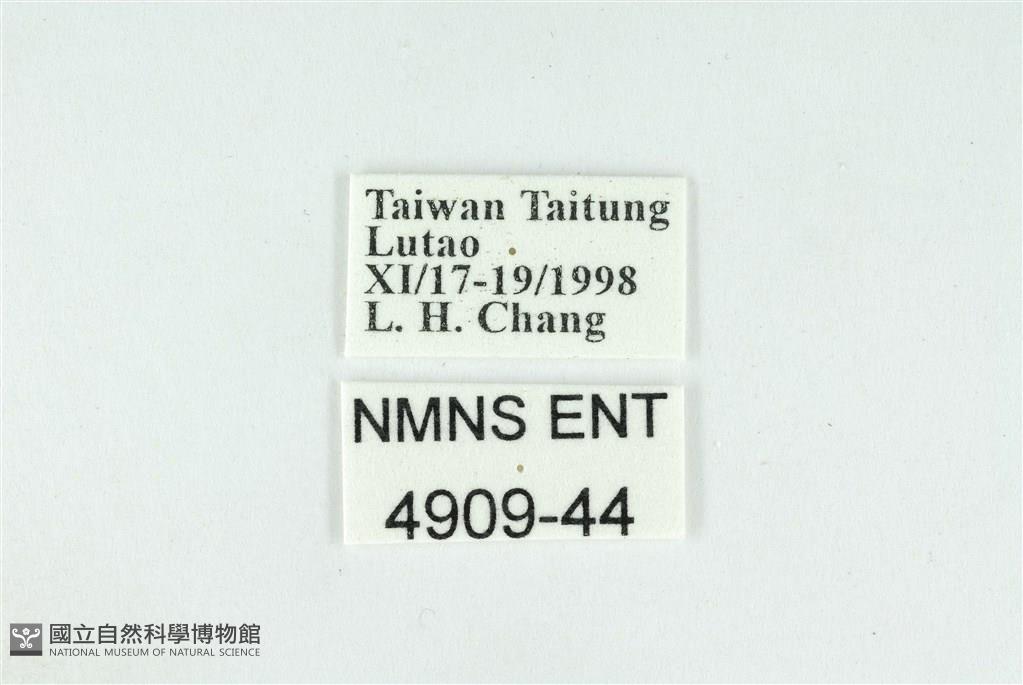 Taiwan Taitung
Lutao
XI/17-19/1998
L. H. Chang
NMNS ENT
4909-44
國立自然科學博物館
NATIONAL MUSEUM OF NATURAL SCIENCE